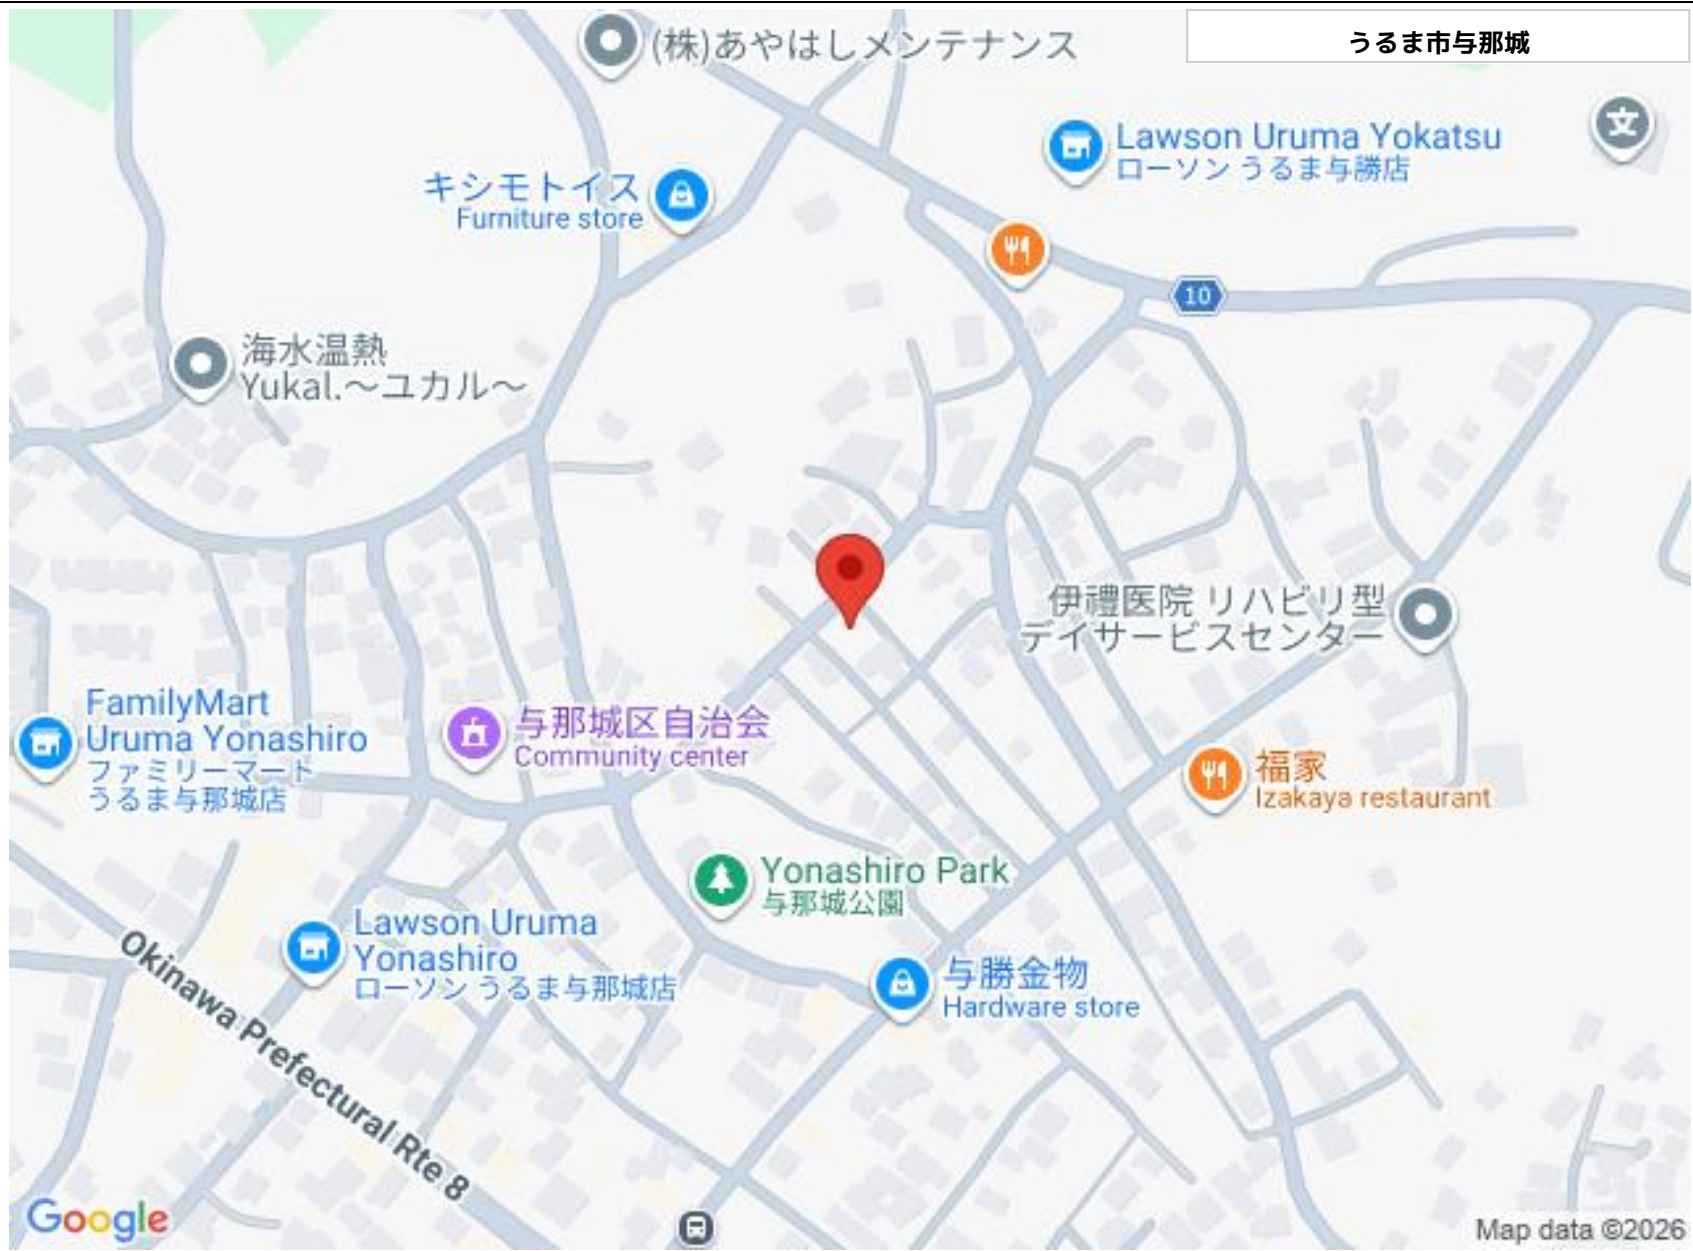 うるま市与那城
(株)あやはしメンテナンス
Lawson Uruma Yokatsu
ローソン うるま与勝店
文
キシモトイス
Furniture store
10
海水温熱
Yukal.〜ユカル〜
伊禮医院 リハビリ型
デイサービスセンター
FamilyMart
Uruma Yonashiro
ファミリーマート
うるま与那城店
与那城区自治会
Community center
福家
Izakaya restaurant
Yonashiro Park
与那城公園
Lawson Uruma
Yonashiro
ローソン うるま与那城店
与勝金物
Hardware store
Okinawa Prefectural Rte 8
Google
Map data ©2026